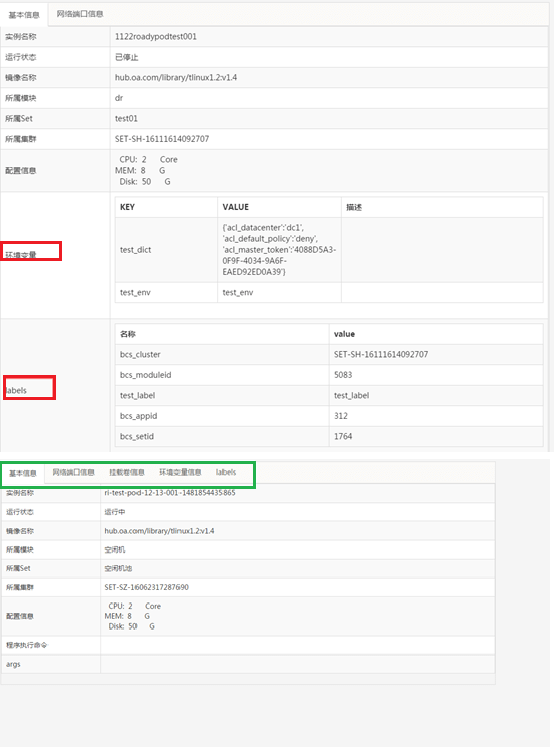 基本信息 网络端口信息
实例名称 1122roadypodtest001
运行状态 已停止
镜像名称 hub.oa.com/library/tlinux1.2:v1.4
所属模块 dr
所属Set test01
所属集群 SET-SH-16111614092707
配置信息
CPU: 2 Core
MEM: 8 G
Disk: 50 G
环境变量
KEY VALUE 描述
test_dict
{'acl_datacenter':'dc1',
'acl_default_policy':'deny',
'acl_master_token':'4088D5A3-
0F9F-4034-9A6F-
EAED92ED0A39'}
test_env test_env
labels
名称 value
bcs_cluster SET-SH-16111614092707
bcs_moduleid 5083
test_label test_label
bcs_appid 312
bcs_setid 1764
基本信息 网络端口信息 挂载卷信息 环境变量信息 labels
实例名称 ri-test-pod-12-13-001-1481854435865
运行状态 运行中
镜像名称 hub.oa.com/library/tlinux1.2:v1.4
所属模块 空闲机
所属Set 空闲机池
所属集群 SET-SZ-16062317287690
配置信息
CPU: 2 Core
MEM: 8 G
Disk: 50 G
程序执行命令
args